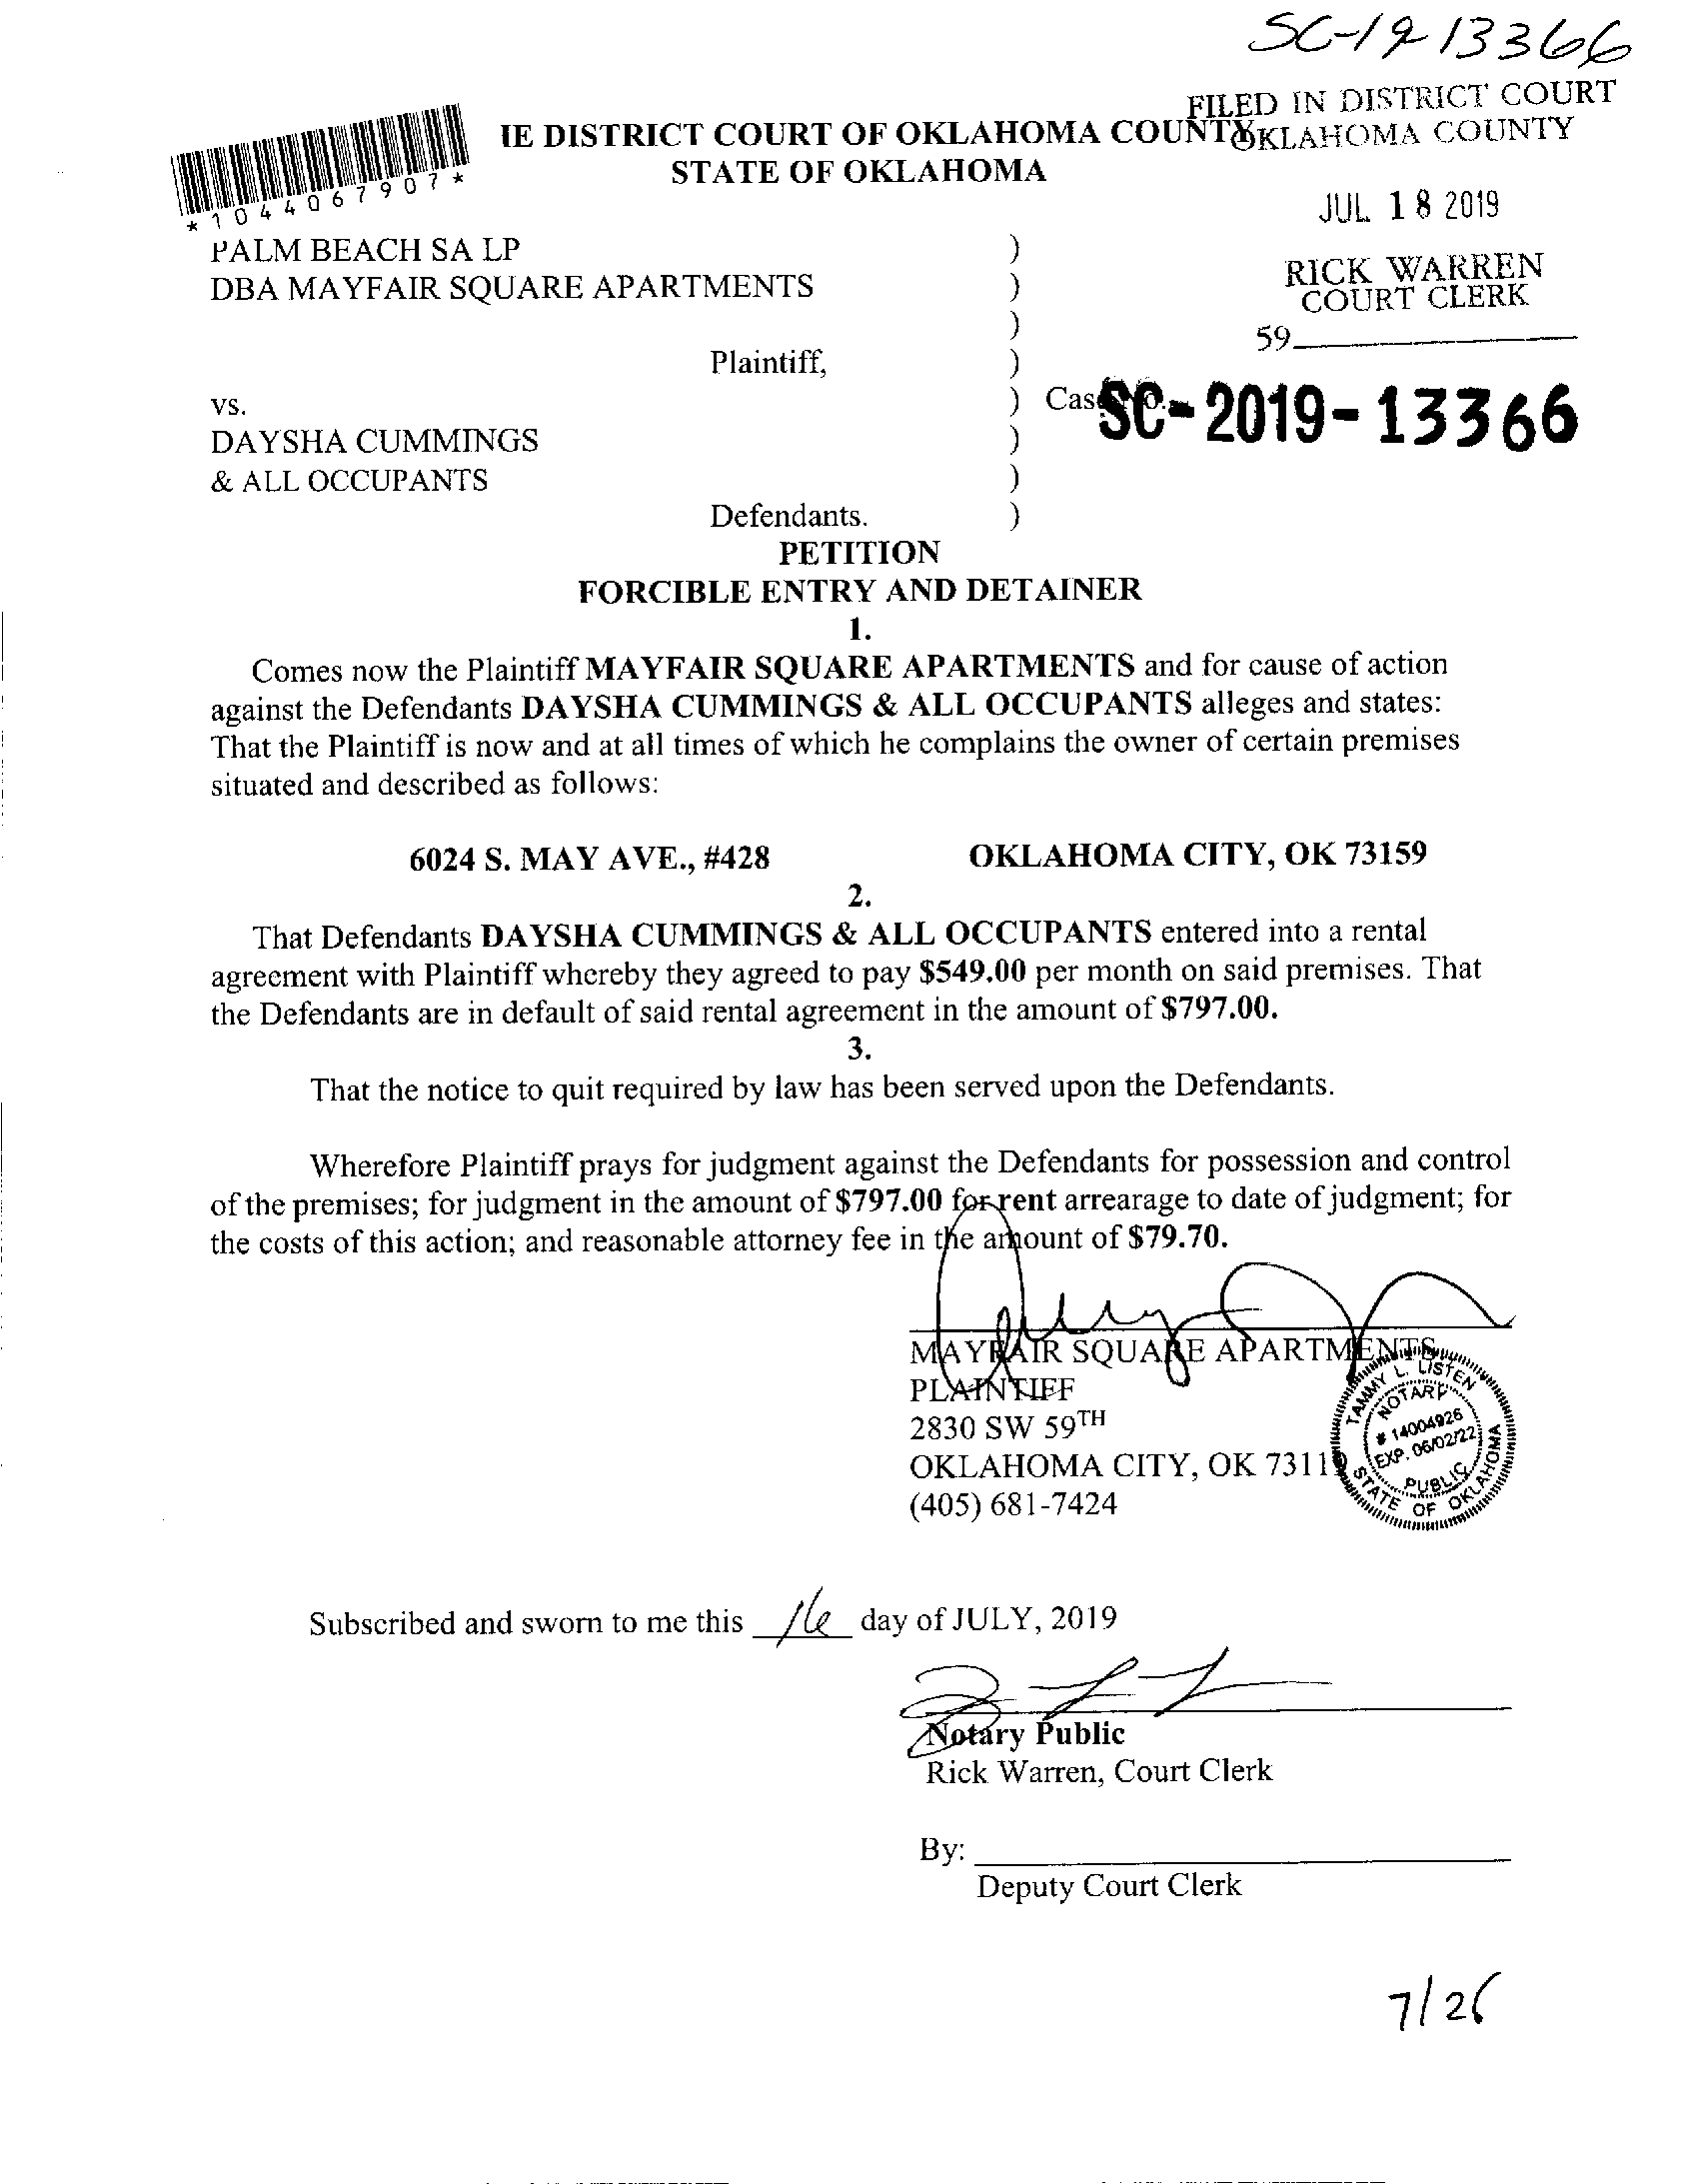 SC-19-13366
FILED IN DISTRICT COURT
OKLAHOMA COUNTY
IE DISTRICT COURT OF OKLAHOMA COUNTY
STATE OF OKLAHOMA
*1044067907*
JUL 18 2019
PALM BEACH SA LP )
DBA MAYFAIR SQUARE APARTMENTS )
)
RICK WARREN
COURT CLERK
59
Plaintiff, )
vs. ) Case No.
SC-2019-13366
DAYSHA CUMMINGS )
& ALL OCCUPANTS )
Defendants. )
PETITION
FORCIBLE ENTRY AND DETAINER
1.
Comes now the Plaintiff MAYFAIR SQUARE APARTMENTS and for cause of action
against the Defendants DAYSHA CUMMINGS & ALL OCCUPANTS alleges and states:
That the Plaintiff is now and at all times of which he complains the owner of certain premises
situated and described as follows:
6024 S. MAY AVE., #428 OKLAHOMA CITY, OK 73159
2.
That Defendants DAYSHA CUMMINGS & ALL OCCUPANTS entered into a rental
agreement with Plaintiff whereby they agreed to pay $549.00 per month on said premises. That
the Defendants are in default of said rental agreement in the amount of $797.00.
3.
That the notice to quit required by law has been served upon the Defendants.
Wherefore Plaintiff prays for judgment against the Defendants for possession and control
of the premises; for judgment in the amount of $797.00 for rent arrearage to date of judgment; for
the costs of this action; and reasonable attorney fee in the amount of $79.70.
MAYFAIR SQUARE APARTMENTS
PLAINTIFF
2830 SW 59TH
OKLAHOMA CITY, OK 73119
(405) 681-7424
TAMMY L. LISTEN
NOTARY
# 14004926
EXP. 06/02/22
PUBLIC
STATE OF OKLAHOMA
Subscribed and sworn to me this 16 day of JULY, 2019
Notary Public
Rick Warren, Court Clerk
By:
Deputy Court Clerk
7/26